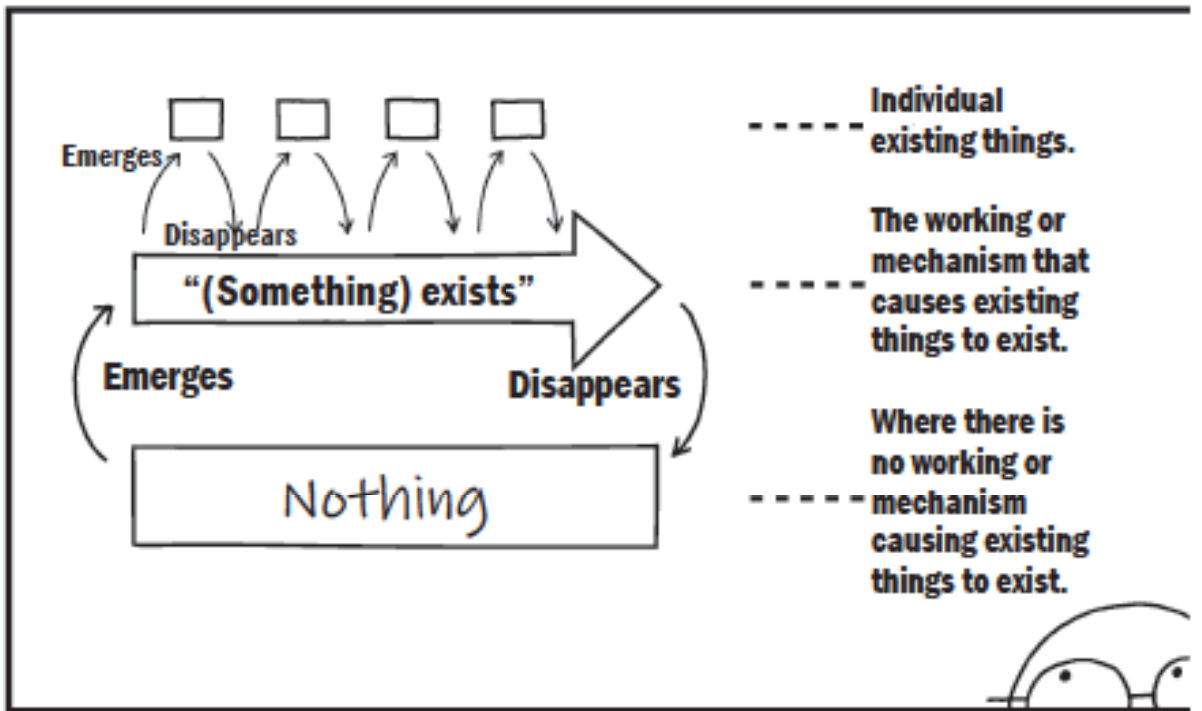 Individual
existing things.
Emerges
Disappears
The working or
mechanism that
causes existing
things to exist.
“(Something) exists”
Emerges
Disappears
Where there is
no working or
mechanism
causing existing
things to exist.
Nothing